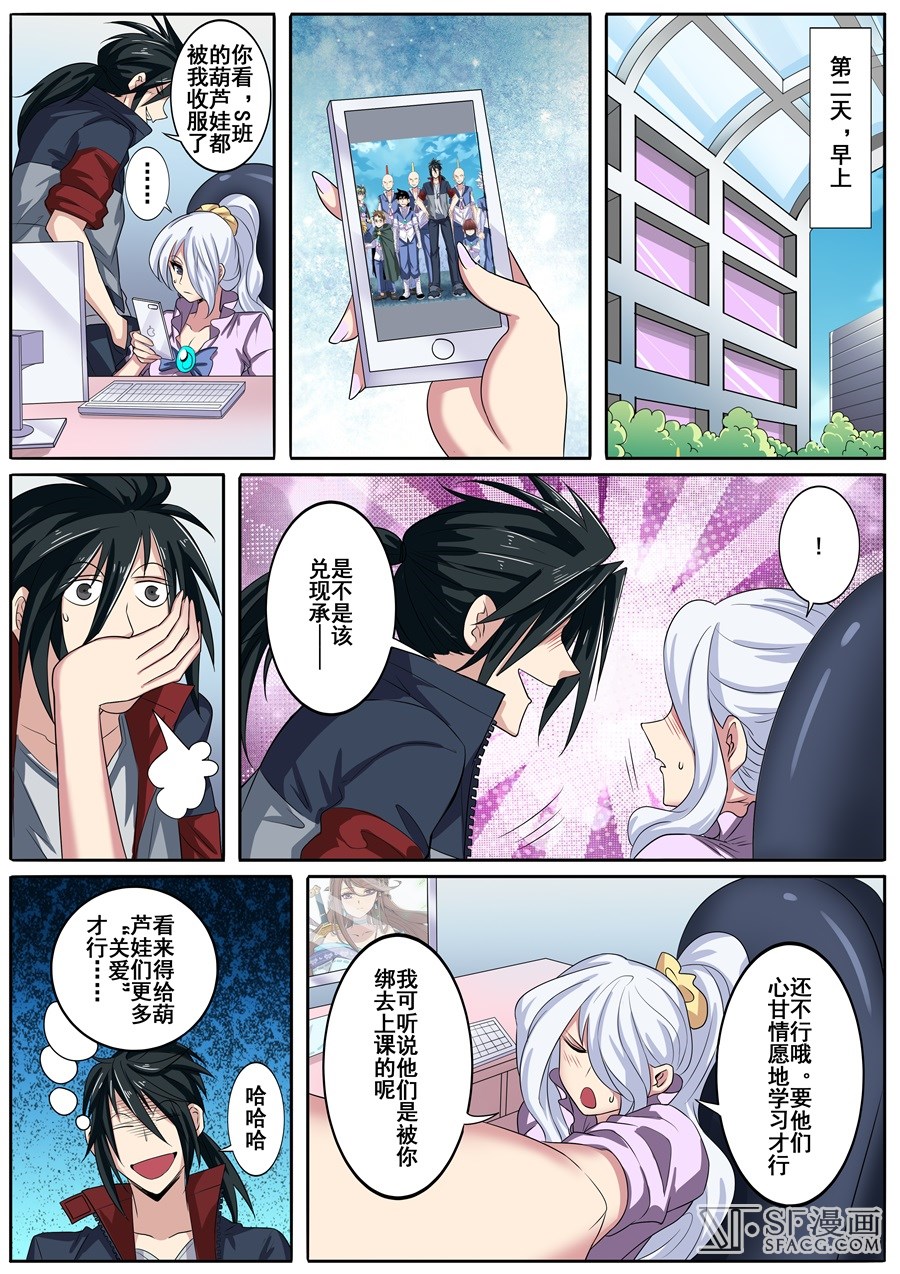 第二天，早上
你看，S班
的葫芦娃都
被我收服了
……
！
是不是该
兑现承——
还不行哦。要他们
心甘情愿地学习才行
我可听说他们是被你
绑去上课的呢
看来得给葫
芦娃们更多
“关爱”
才行……
哈哈哈
SF漫画
SFACG.COM